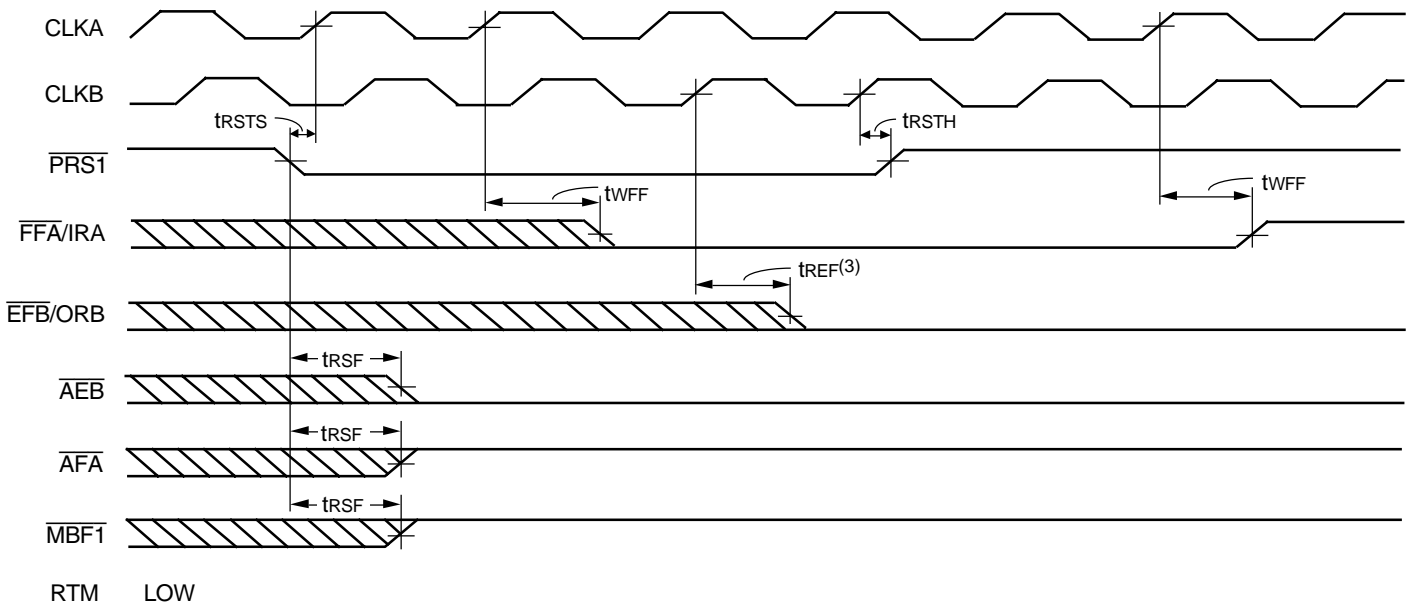 CLKA
CLKB
tRSTS
tRSTH
PRS1
tWFF
tWFF
FFA/IRA
tREF(3)
EFB/ORB
tRSF
AEB
tRSF
AFA
tRSF
MBF1
RTM LOW